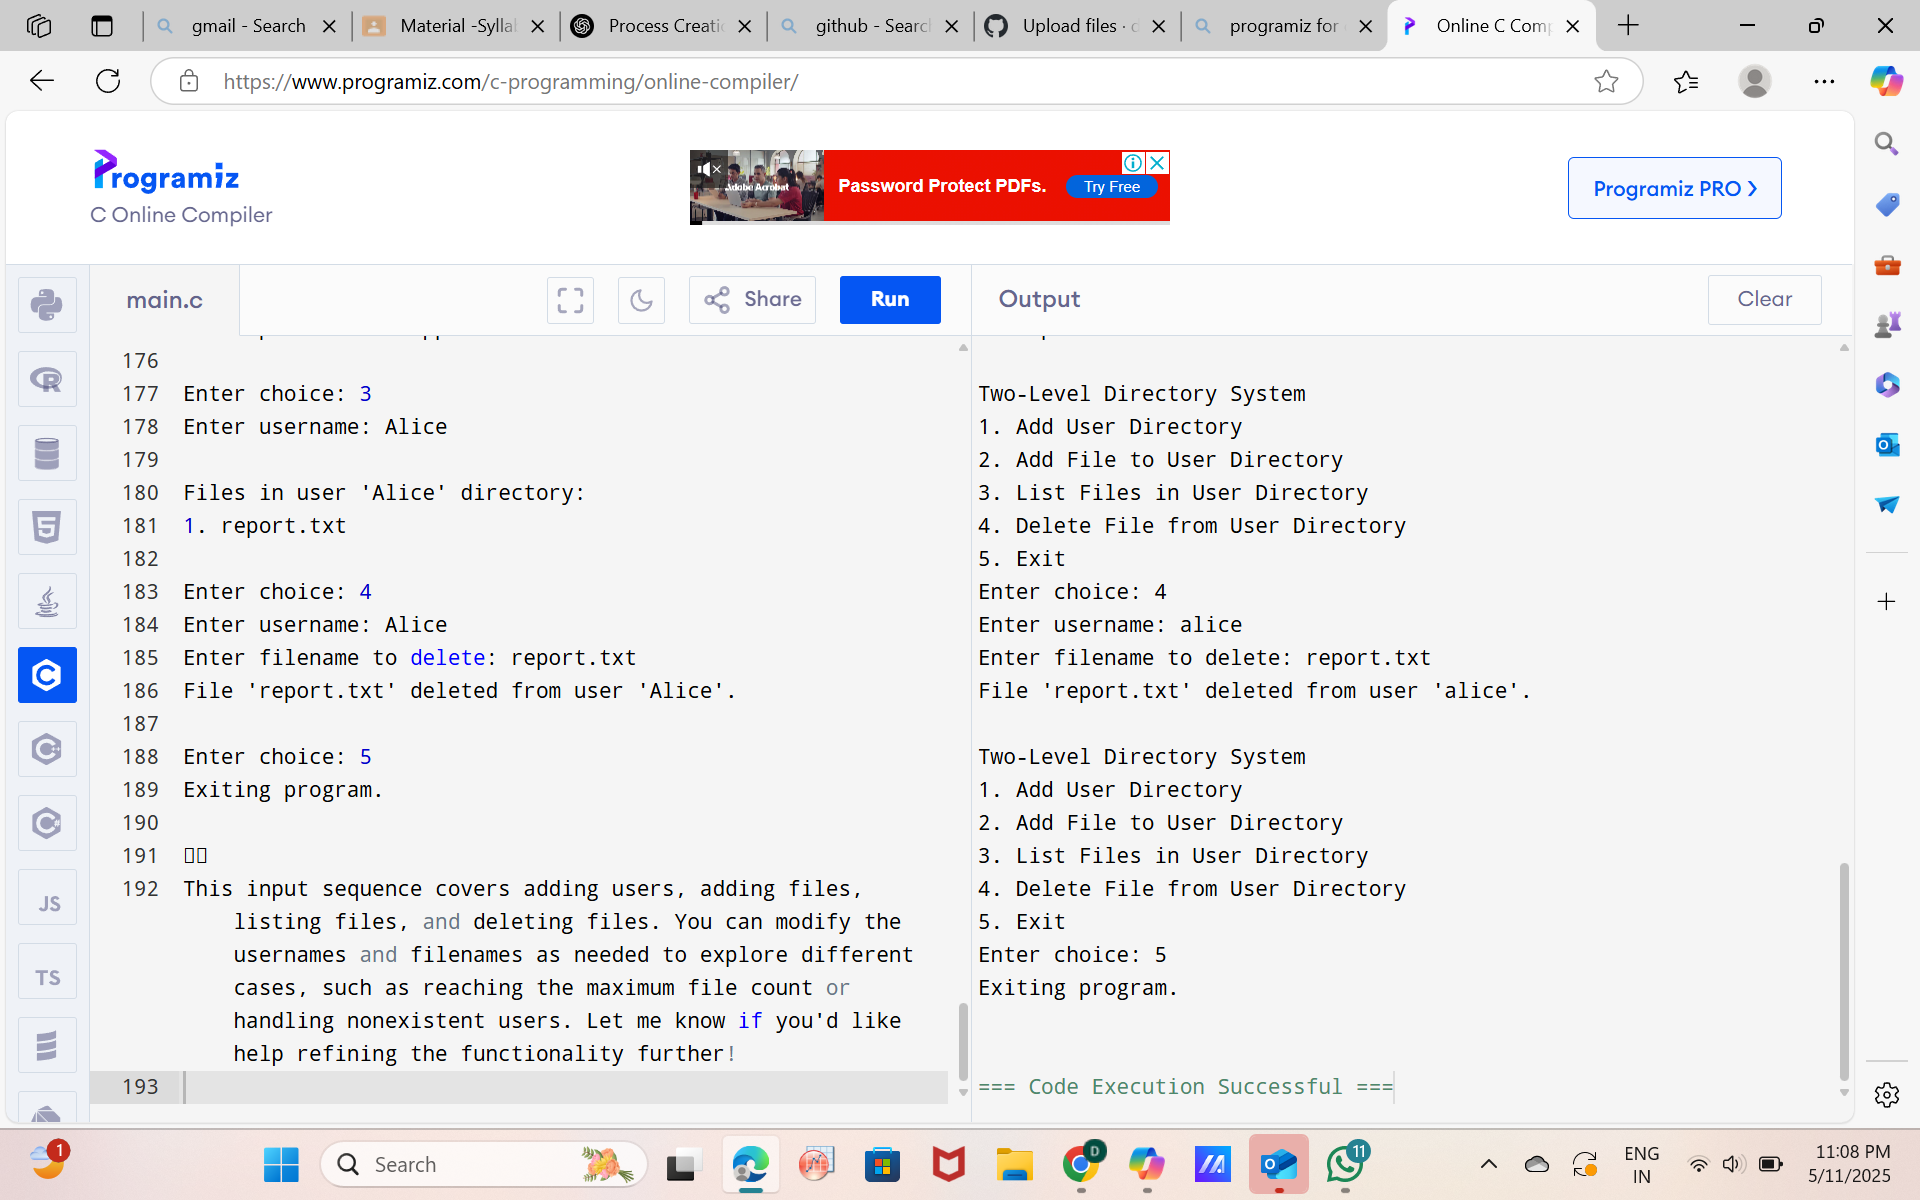 gmail - Search
Material -Sylla
Process Creati
github - Searc
Upload files · d
programiz for
Online C Comp
https://www.programiz.com/c-programming/online-compiler/
Programiz
C Online Compiler
Adobe Acrobat
Password Protect PDFs.
Try Free
Programiz PRO
main.c
Share
Run
Output
Clear
176
177 Enter choice: 3
178 Enter username: Alice
179
180 Files in user 'Alice' directory:
181 1. report.txt
182
183 Enter choice: 4
184 Enter username: Alice
185 Enter filename to delete: report.txt
186 File 'report.txt' deleted from user 'Alice'.
187
188 Enter choice: 5
189 Exiting program.
190
191
192 This input sequence covers adding users, adding files,
listing files, and deleting files. You can modify the
usernames and filenames as needed to explore different
cases, such as reaching the maximum file count or
handling nonexistent users. Let me know if you'd like
help refining the functionality further!
193
Two-Level Directory System
1. Add User Directory
2. Add File to User Directory
3. List Files in User Directory
4. Delete File from User Directory
5. Exit
Enter choice: 4
Enter username: alice
Enter filename to delete: report.txt
File 'report.txt' deleted from user 'alice'.
Two-Level Directory System
1. Add User Directory
2. Add File to User Directory
3. List Files in User Directory
4. Delete File from User Directory
5. Exit
Enter choice: 5
Exiting program.
=== Code Execution Successful ===
JS
TS
1
Search
D
11
ENG
IN
11:08 PM
5/11/2025